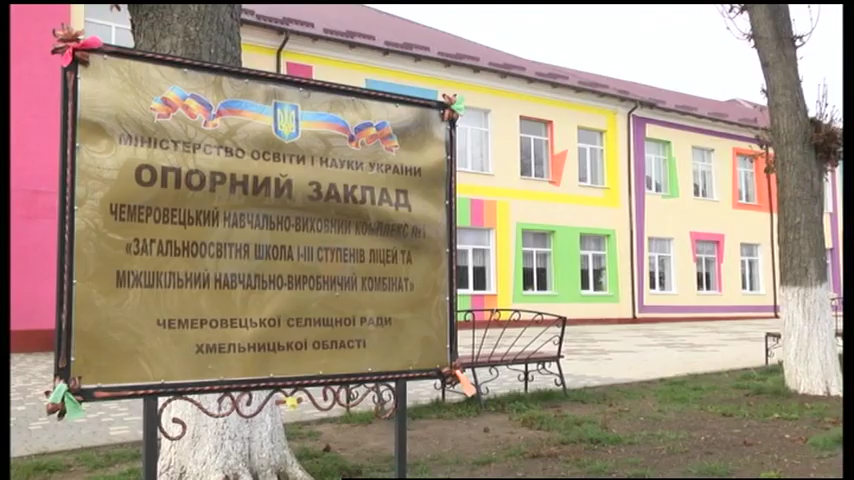 МІНІСТЕРСТВО ОСВІТИ І НАУКИ УКРАЇНИ
ОПОРНИЙ ЗАКЛАД
ЧЕМЕРОВЕЦЬКИЙ НАВЧАЛЬНО-ВИХОВНИЙ КОМПЛЕКС №1
«ЗАГАЛЬНООСВІТНЯ ШКОЛА І-ІІІ СТУПЕНІВ ЛІЦЕЙ ТА
МІЖШКІЛЬНИЙ НАВЧАЛЬНО-ВИРОБНИЧИЙ КОМБІНАТ»
ЧЕМЕРОВЕЦЬКОЇ СЕЛИЩНОЇ РАДИ
ХМЕЛЬНИЦЬКОЇ ОБЛАСТІ